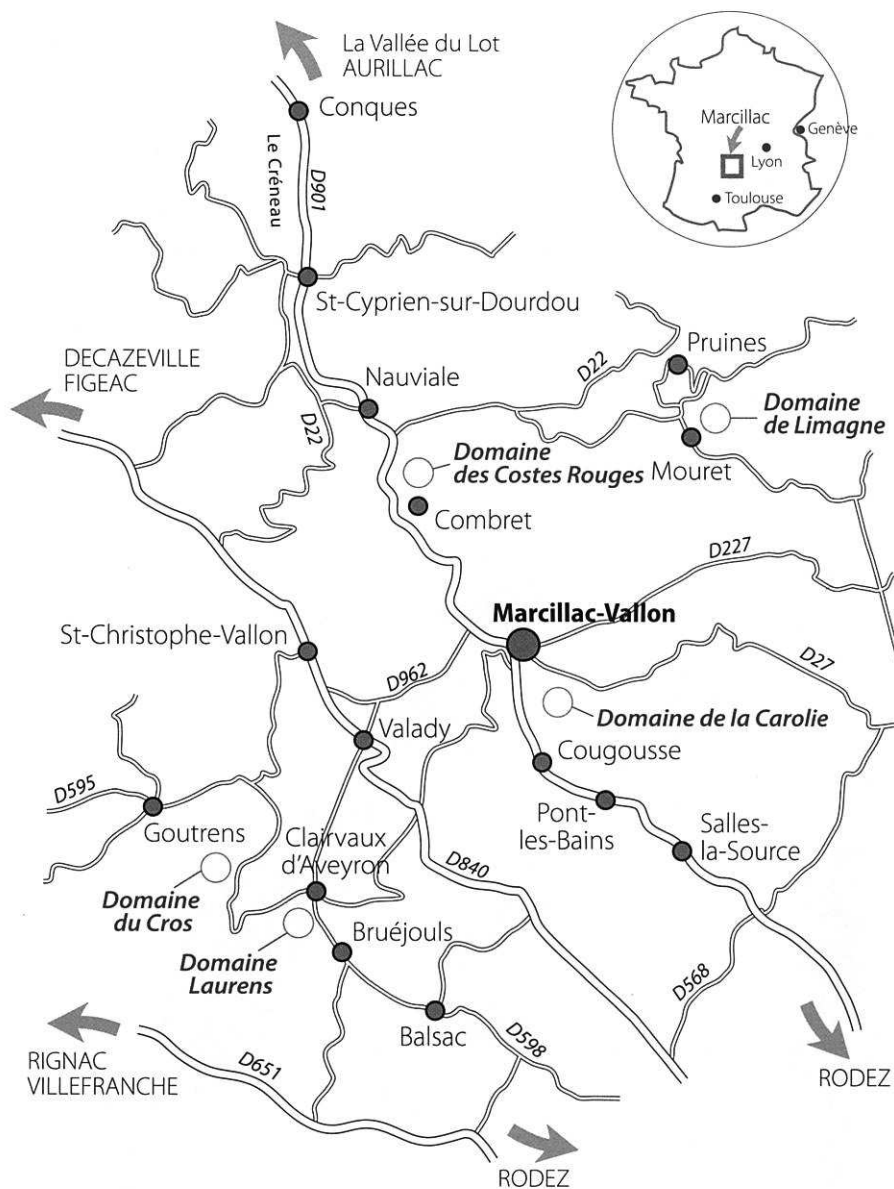 La Vallée du Lot
AURILLAC
Conques
Le Créneau
D901
Marcillac
Genève
Lyon
Toulouse
St-Cyprien-sur-Dourdou
DECAZEVILLE
FIGEAC
Nauviale
D22
Pruines
D22
Domaine
de Limagne
Domaine
des Costes Rouges
Mouret
Combret
D227
Marcillac-Vallon
St-Christophe-Vallon
D962
D27
Domaine de la Carolie
Valady
Cougousse
D595
Goutrens
Pont-
les-Bains
Salles-
la-Source
Clairvaux
d'Aveyron
D840
Domaine
du Cros
Domaine
Laurens
Bruéjouls
D568
Balsac
D598
RIGNAC
VILLEFRANCHE
D651
RODEZ
RODEZ